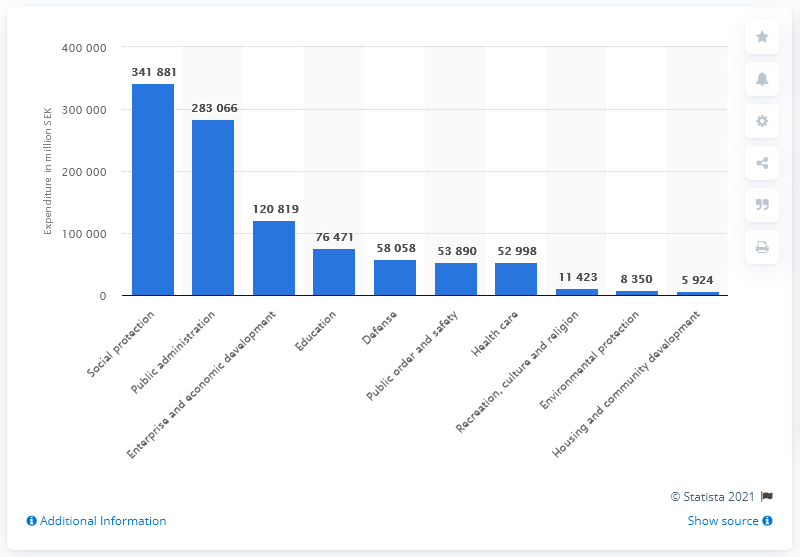 400 000
300 000
200 000
100 000
0
Expenditure in million SEK
341 881
283 066
120 819
76 471
58 058
53 890
52 998
11 423
8 350
5 924
Social protection
Public administration
Enterprise and economic development
Education
Defense
Public order and safety
Health care
Recreation, culture and religion
Environmental protection
Housing and community development
© Statista 2021
Additional Information
Show source